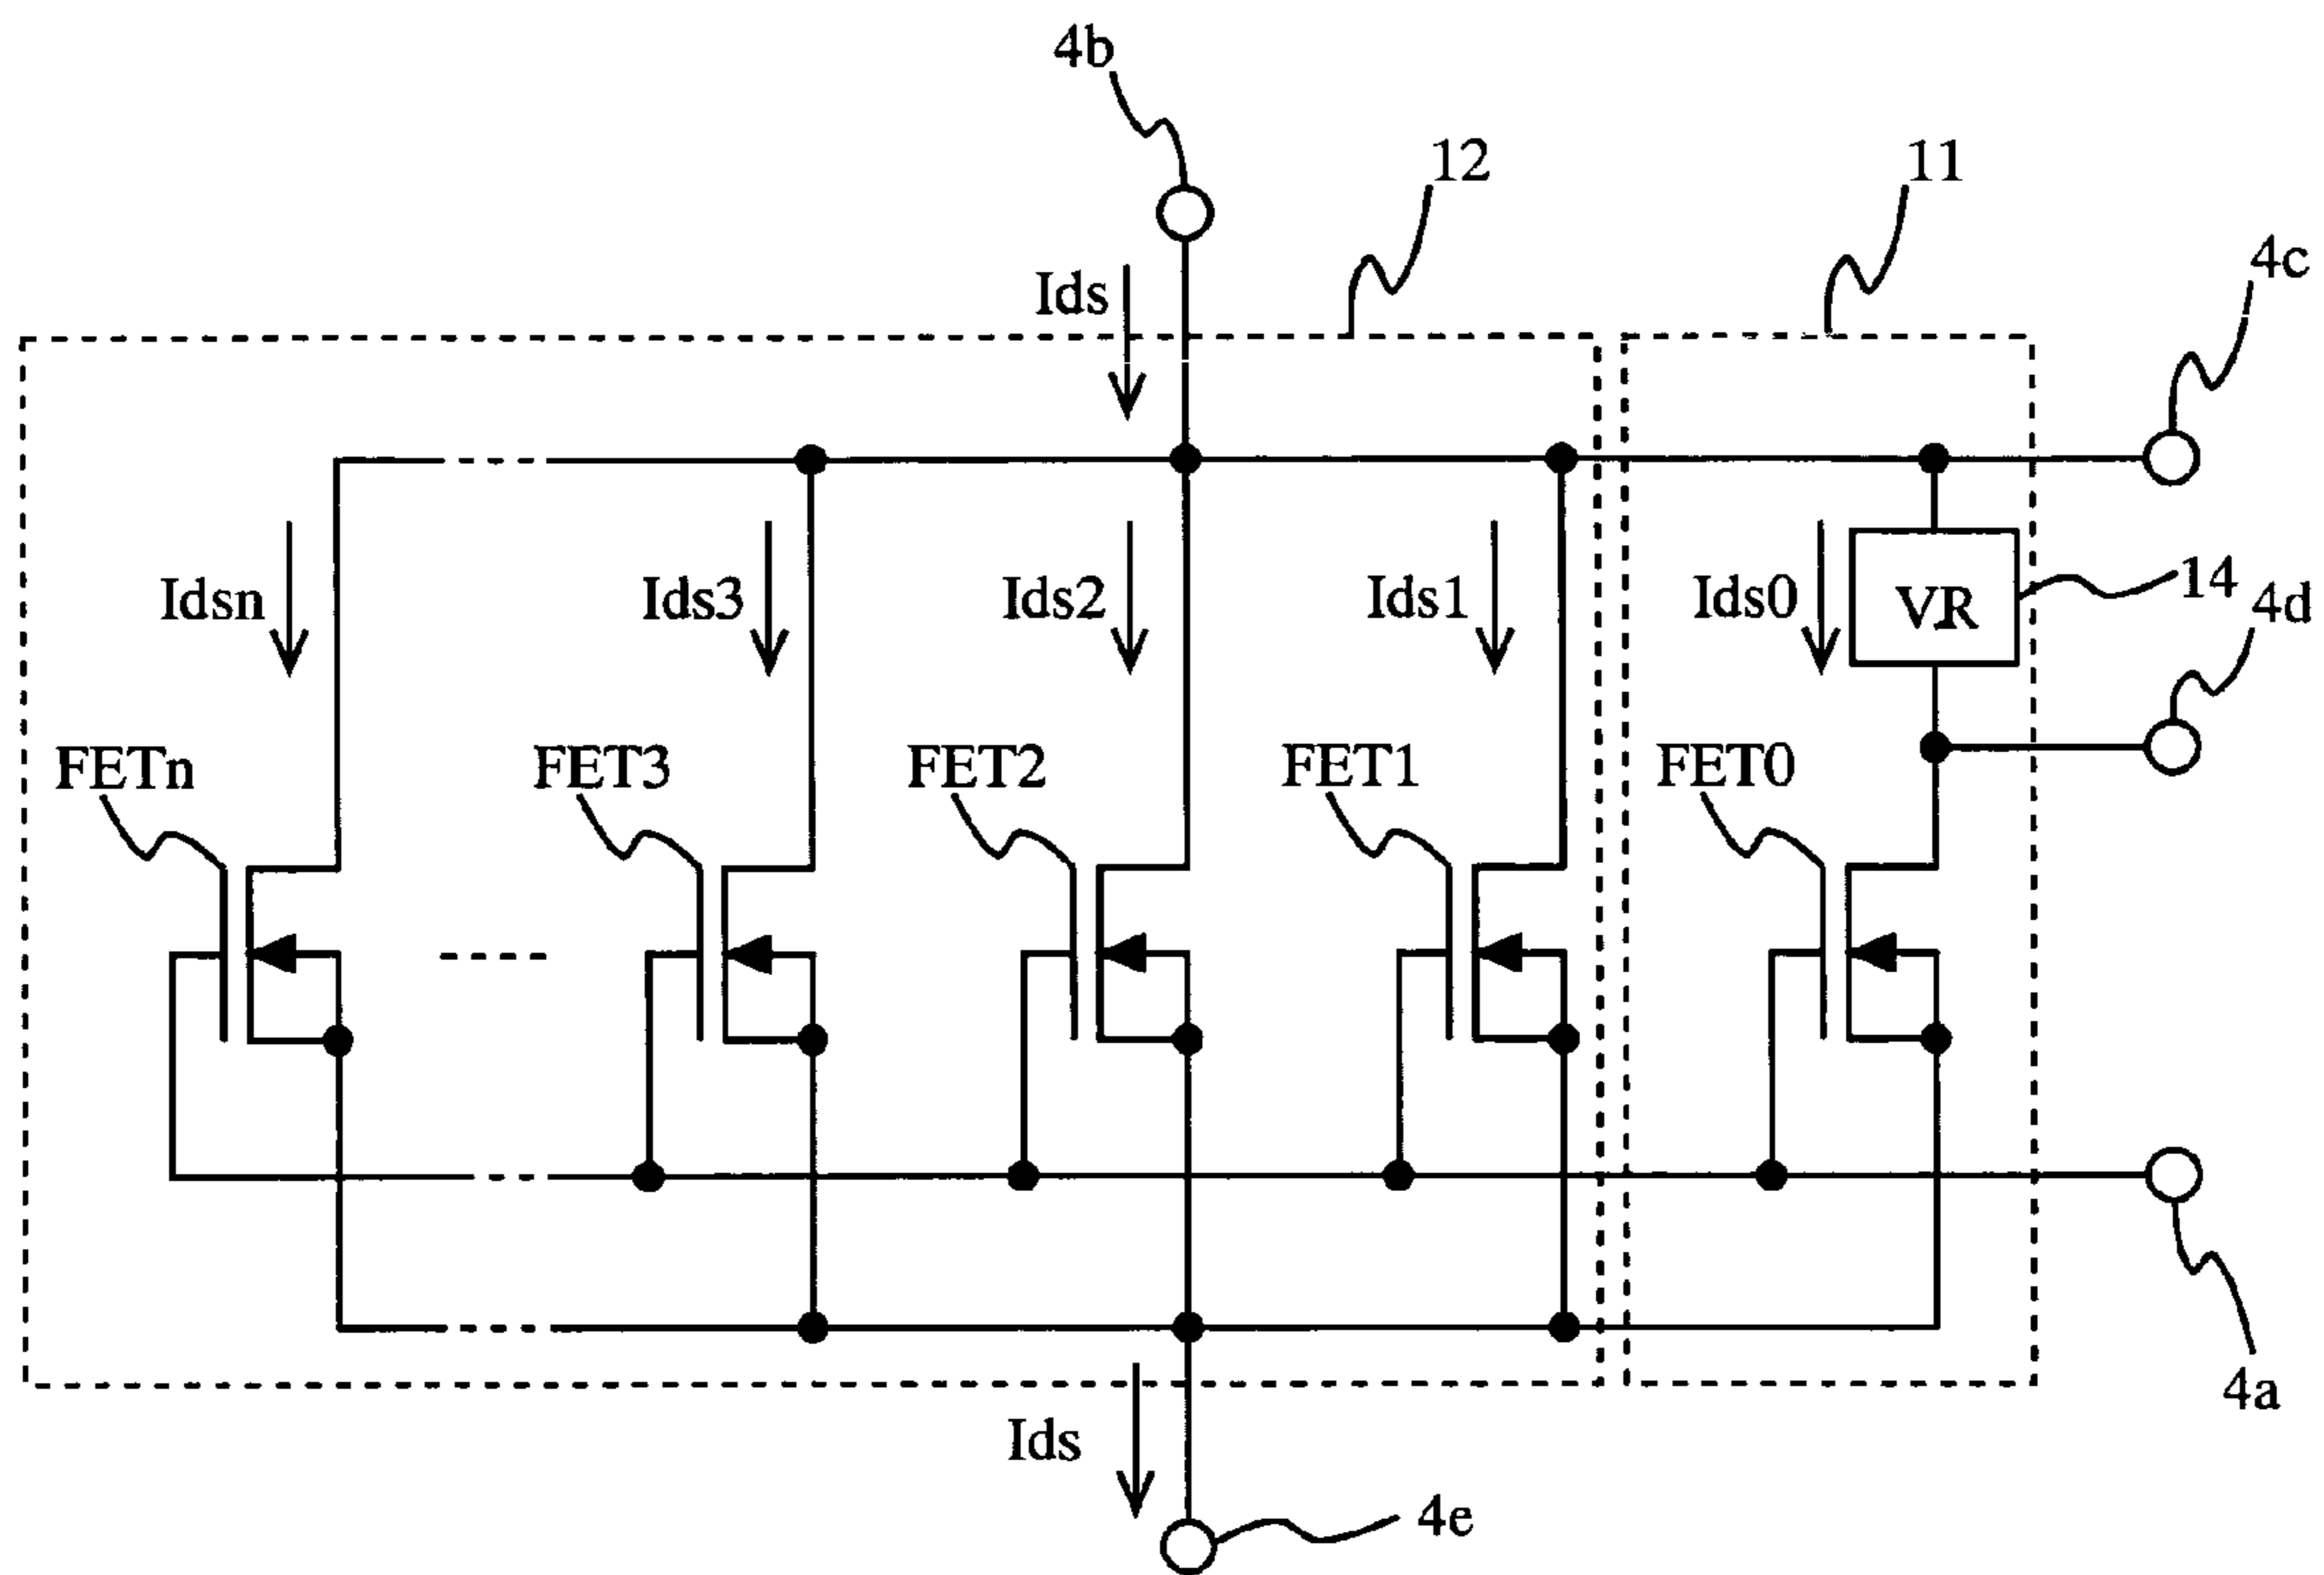 4b
12
11
4c
Ids
Idsn
Ids3
Ids2
Ids1
Ids0
VR
14
4d
FETn
FET3
FET2
FET1
FET0
4a
Ids
4e